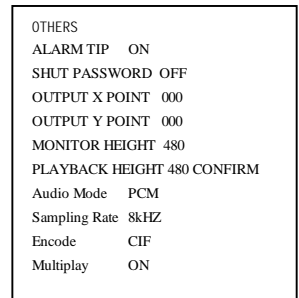 OTHERS
ALARM TIP ON
SHUT PASSWORD OFF
OUTPUT X POINT 000
OUTPUT Y POINT 000
MONITOR HEIGHT 480
PLAYBACK HEIGHT 480 CONFIRM
Audio Mode PCM
Sampling Rate 8kHZ
Encode CIF
Multiplay ON